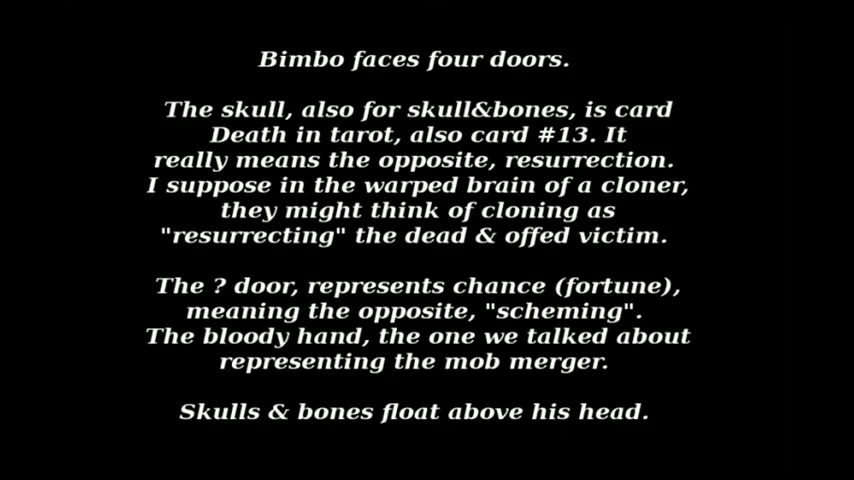 Bimbo faces four doors.
The skull, also for skull&bones, is card
Death in tarot, also card #13. It
really means the opposite, resurrection.
I suppose in the warped brain of a cloner,
they might think of cloning as
"resurrecting" the dead & offed victim.
The ? door, represents chance (fortune),
meaning the opposite, "scheming".
The bloody hand, the one we talked about
representing the mob merger.
Skulls & bones float above his head.